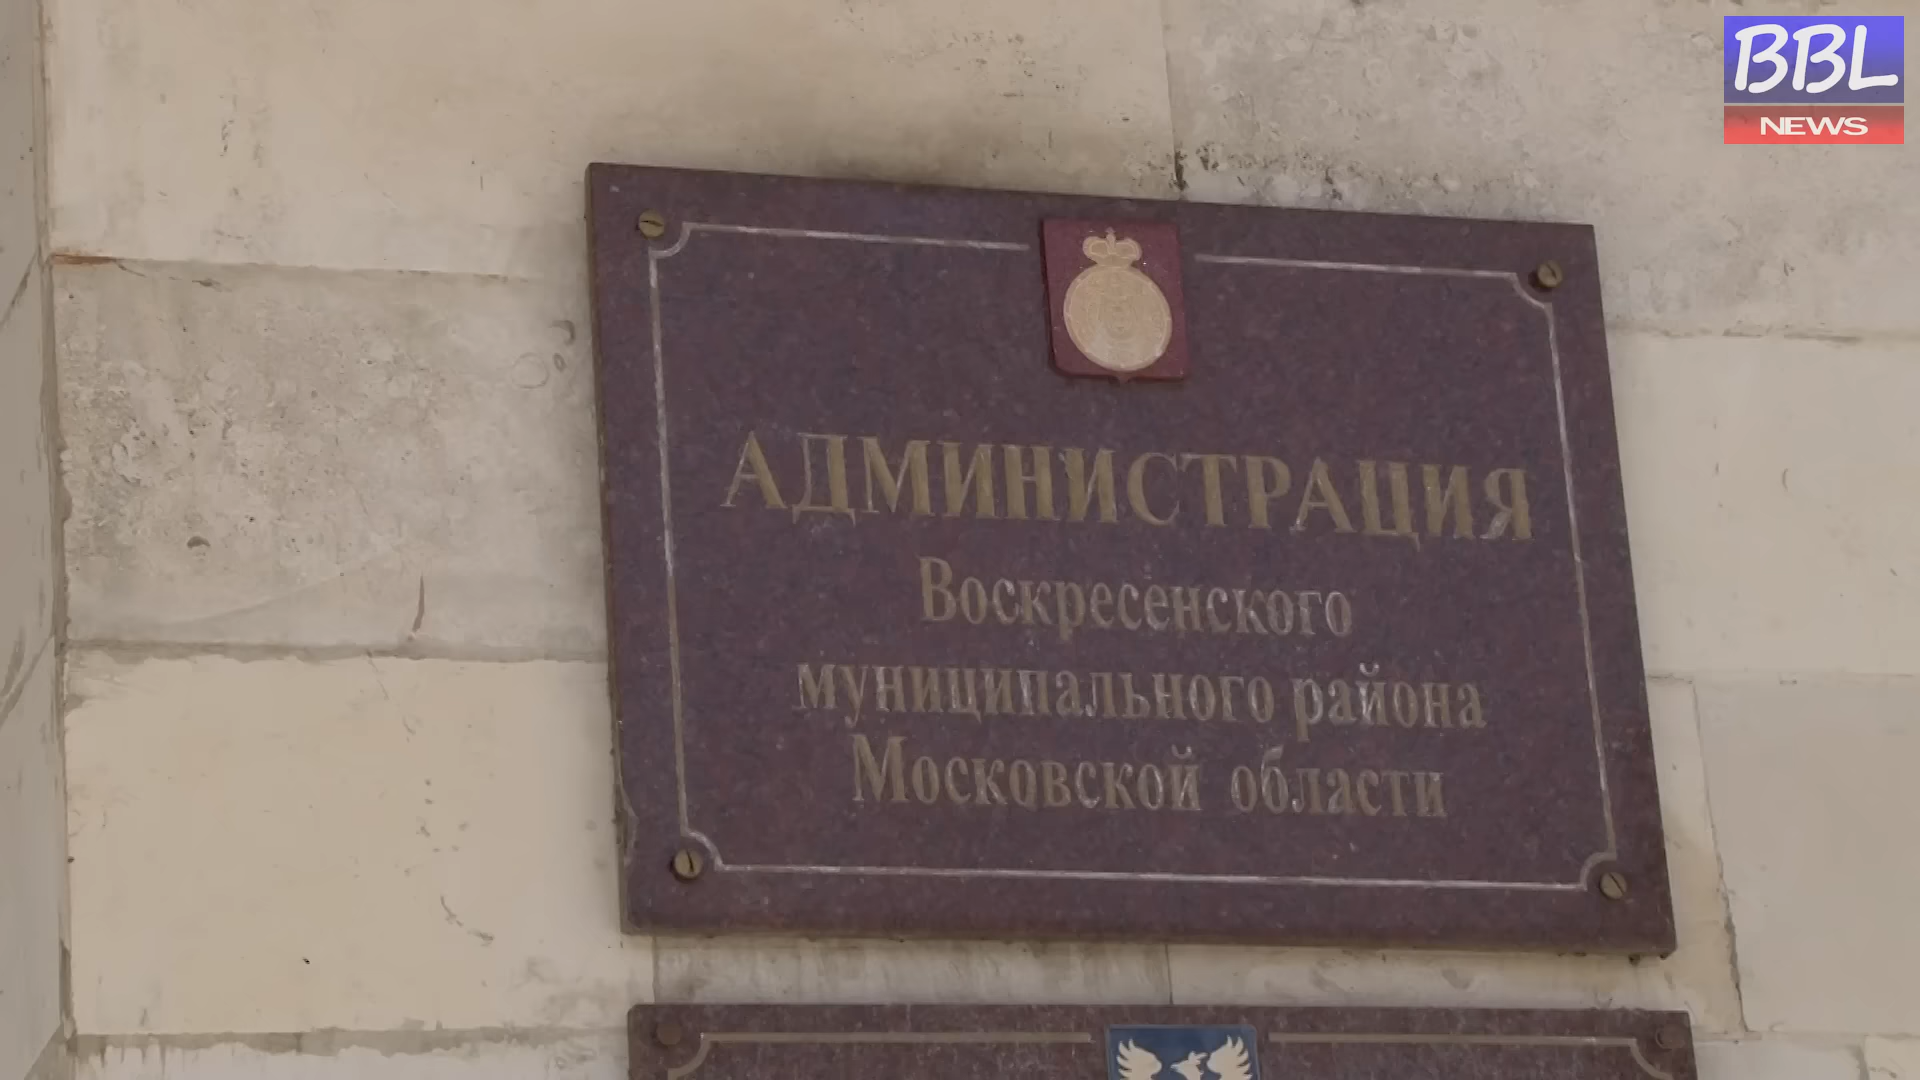 BBL
NEWS
АДМИНИСТРАЦИЯ
Воскресенского
муниципального района
Московской области